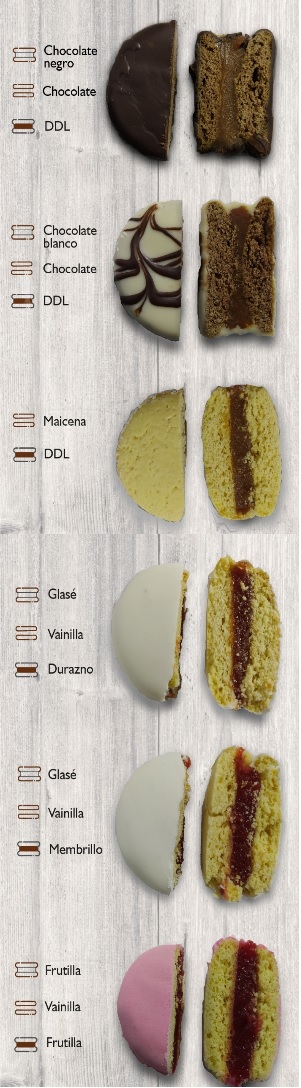 Chocolate
negro
Chocolate
DDL
Chocolate
blanco
Chocolate
DDL
Maicena
DDL
Glasé
Vainilla
Durazno
Glasé
Vainilla
Membrillo
Frutilla
Vainilla
Frutilla